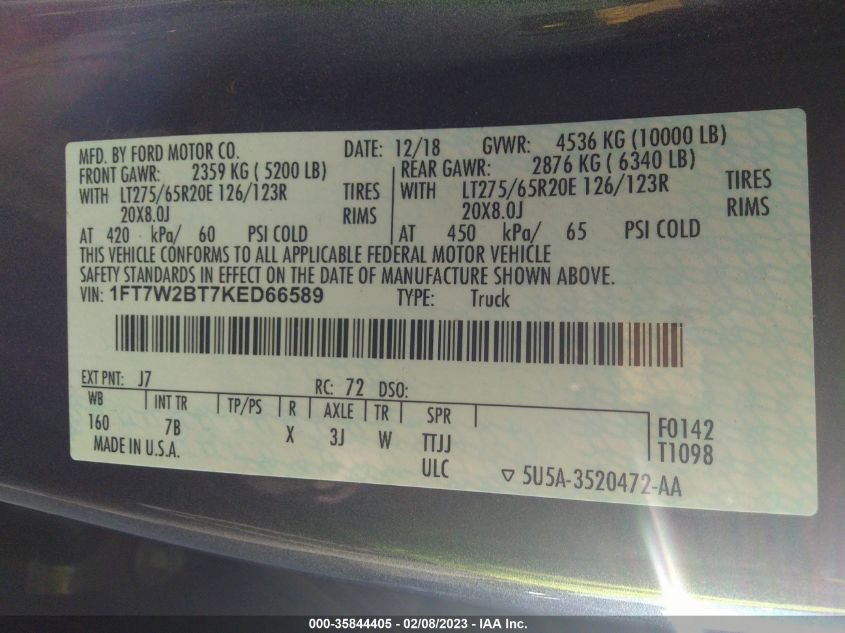 MFD. BY FORD MOTOR CO. DATE: 12/18 GVWR: 4536 KG (10000 LB)
FRONT GAWR: 2359 KG ( 5200 LB) REAR GAWR: 2876 KG ( 6340 LB)
WITH LT275/65R20E 126/123R TIRES WITH LT275/65R20E 126/123R TIRES
20X8.0J RIMS 20X8.0J RIMS
AT 420 kPa/ 60 PSI COLD AT 450 kPa/ 65 PSI COLD
THIS VEHICLE CONFORMS TO ALL APPLICABLE FEDERAL MOTOR VEHICLE
SAFETY STANDARDS IN EFFECT ON THE DATE OF MANUFACTURE SHOWN ABOVE.
VIN: 1FT7W2BT7KED66589 TYPE: Truck
EXT PNT: J7 RC: 72 DSO:
WB INT TR TP/PS R AXLE TR SPR
160 7B X 3J W TTJJ F0142
MADE IN U.S.A. ULC T1098
▽ 5U5A-3520472-AA
000-35844405 - 02/08/2023 - IAA Inc.